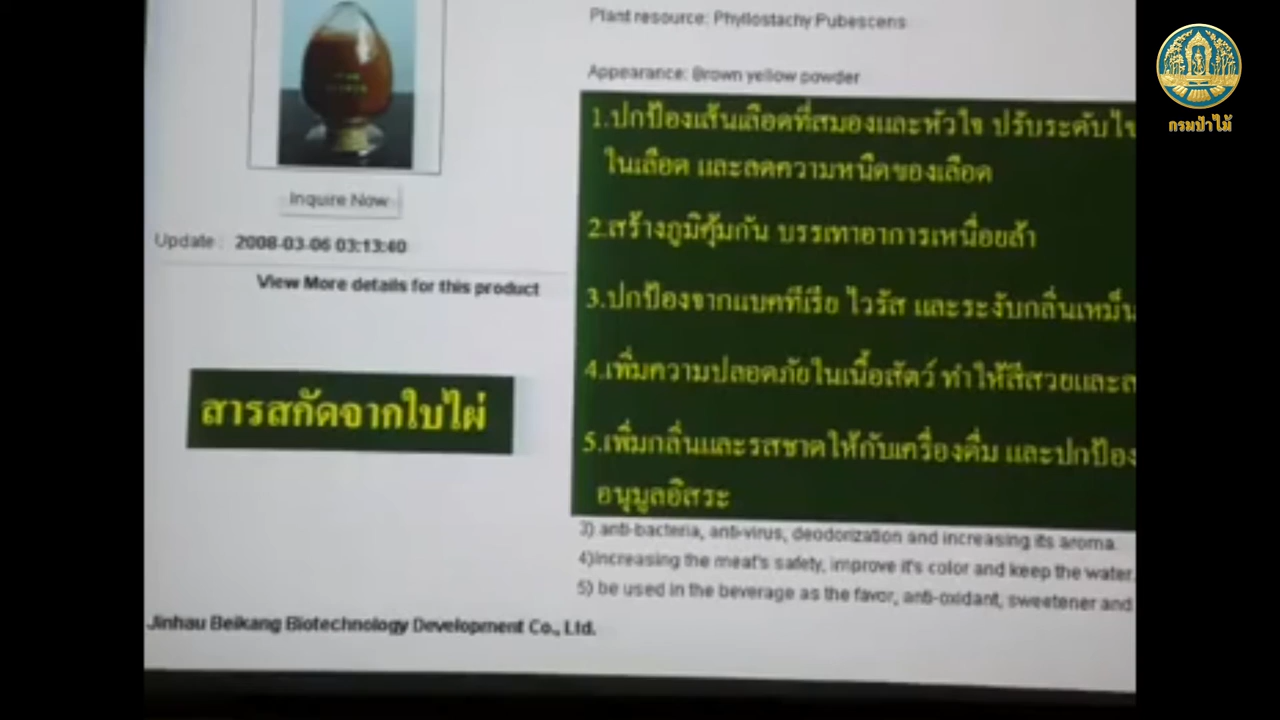 Plant resource: Phyllostachy Pubescens
Appearance: Brown yellow powder
1.ปกป้องเส้นเลือดที่สมองและหัวใจ ปรับระดับไข
ในเลือด และลดความหนืดของเลือด
2.สร้างภูมิคุ้มกัน บรรเทาอาการเหนื่อยล้า
3.ปกป้องจากแบคทีเรีย ไวรัส และระงับกลิ่นเหม็น
4.เพิ่มความปลอดภัยในเนื้อสัตว์ ทำให้สีสวยและ
5.เพิ่มกลิ่นและรสชาดให้กับเครื่องดื่ม และปกป้อง
อนุมูลอิสระ
3) anti-bacteria, anti-virus, deodorization and increasing its aroma.
4)Increasing the meat's safety, improve it's color and keep the water.
5) be used in the beverage as the favor, anti-oxidant, sweetener and
Inquire Now
Update : 2008-03-06 03:13:40
View More details for this product
สารสกัดจากใบไผ่
Jinhau Beikang Biotechnology Development Co., Ltd.
กรมป่าไม้